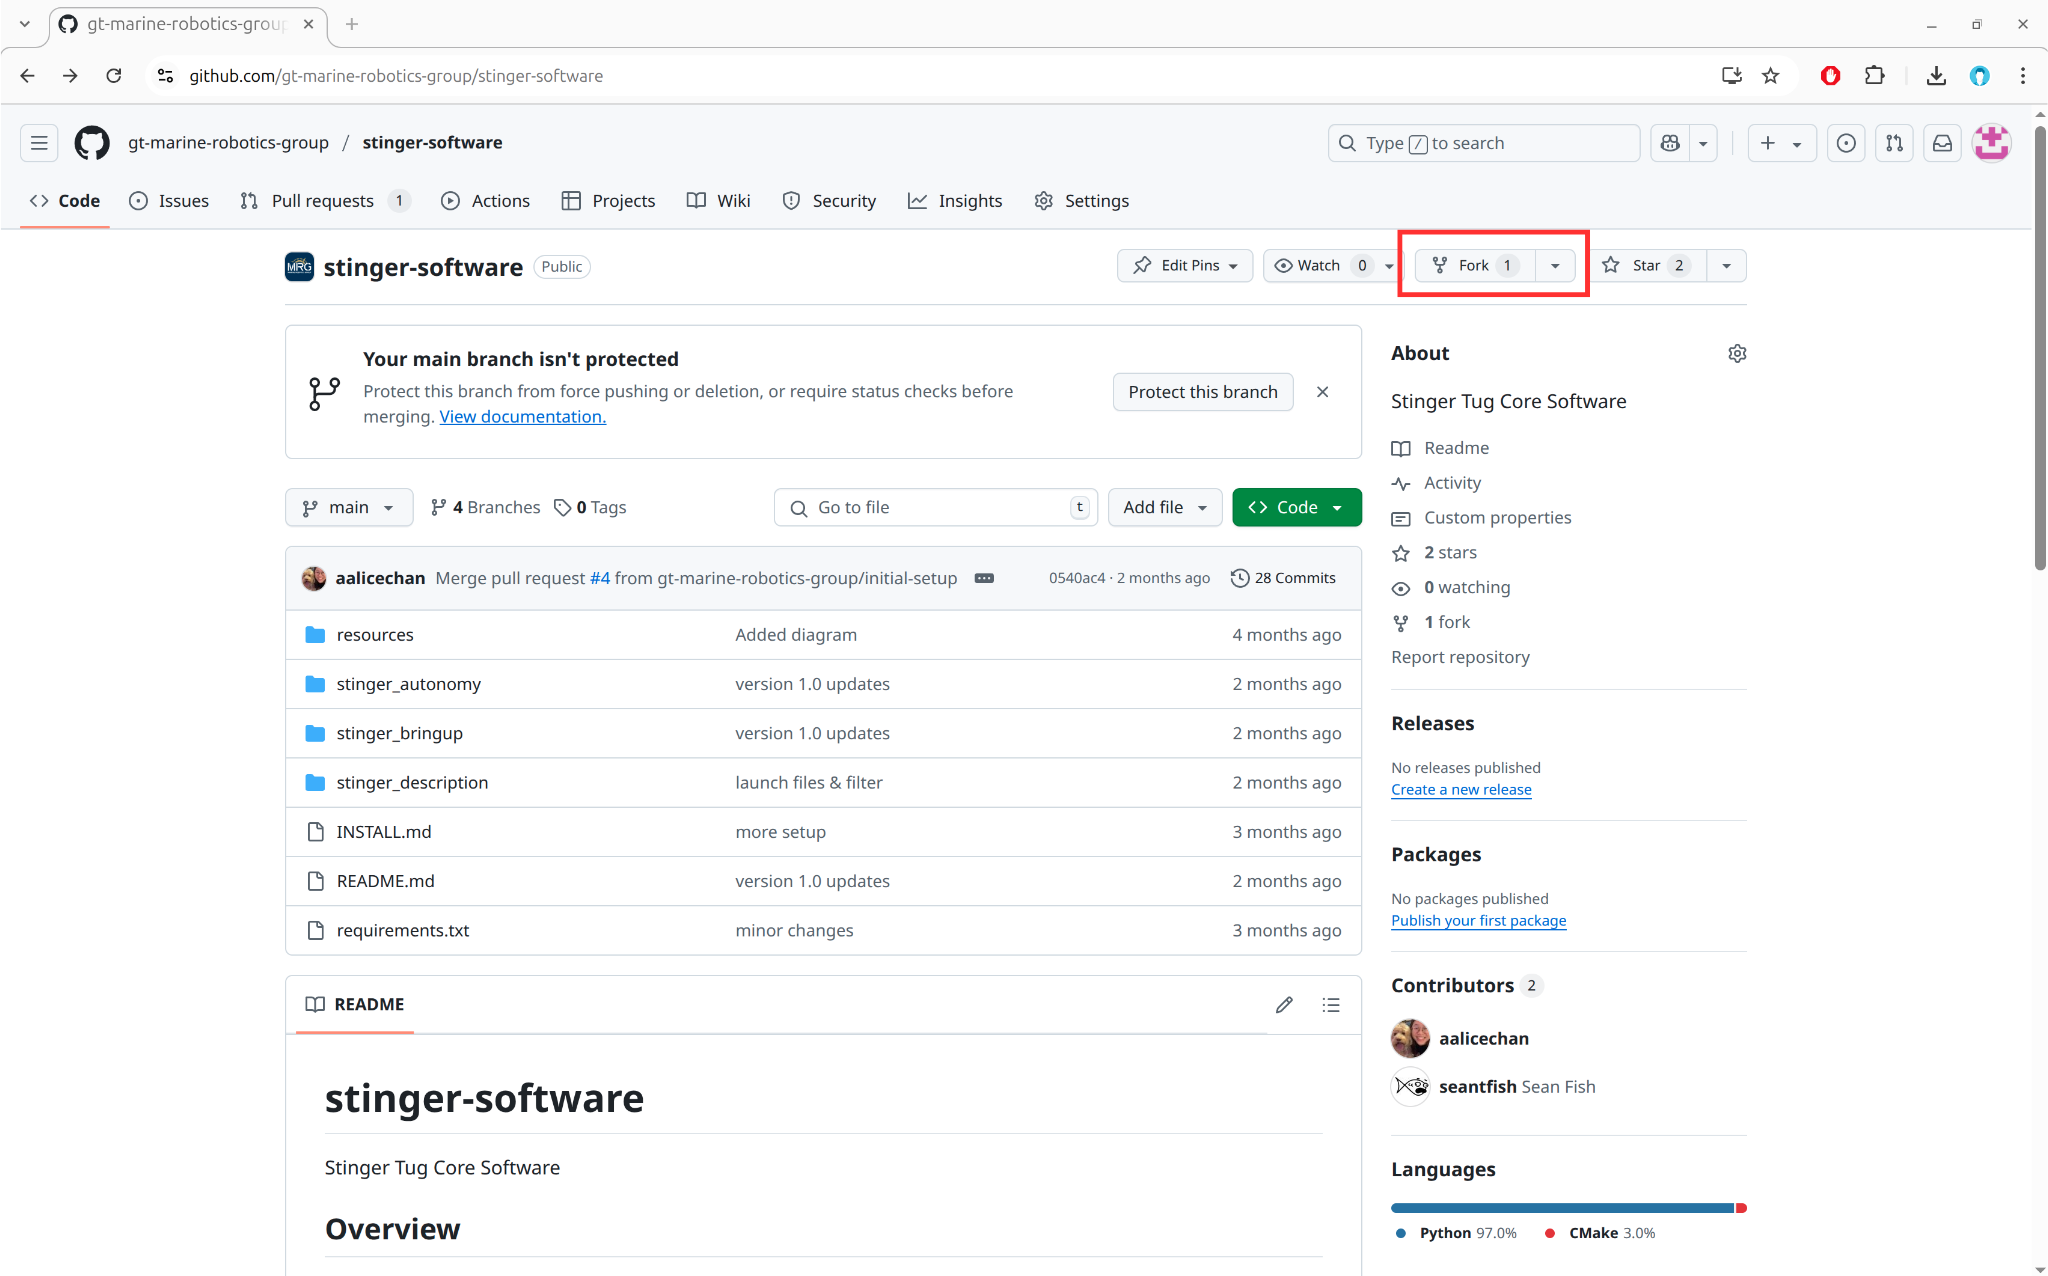 gt-marine-robotics-group
github.com/gt-marine-robotics-group/stinger-software
gt-marine-robotics-group / stinger-software
Type / to search
Code Issues Pull requests 1 Actions Projects Wiki Security Insights Settings
MRG stinger-software Public
Edit Pins Watch 0 Fork 1 Star 2
Your main branch isn't protected
Protect this branch from force pushing or deletion, or require status checks before
merging. View documentation.
Protect this branch
main 4 Branches 0 Tags
Go to file t
Add file
Code
aalicechan Merge pull request #4 from gt-marine-robotics-group/initial-setup
0540ac4 · 2 months ago
28 Commits
resources Added diagram 4 months ago
stinger_autonomy version 1.0 updates 2 months ago
stinger_bringup version 1.0 updates 2 months ago
stinger_description launch files & filter 2 months ago
INSTALL.md more setup 3 months ago
README.md version 1.0 updates 2 months ago
requirements.txt minor changes 3 months ago
README
stinger-software
Stinger Tug Core Software
Overview
About
Stinger Tug Core Software
Readme
Activity
Custom properties
2 stars
0 watching
1 fork
Report repository
Releases
No releases published
Create a new release
Packages
No packages published
Publish your first package
Contributors 2
aalicechan
seantfish Sean Fish
Languages
Python 97.0% CMake 3.0%